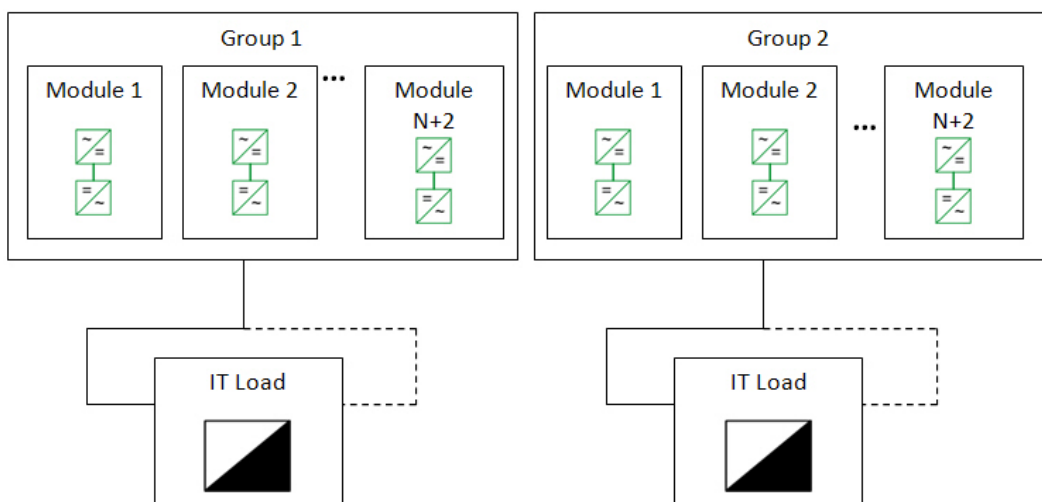 Group 1
Module 1
Module 2
...
Module
N+2
~
=
=
~
~
=
=
~
~
=
=
~
IT Load
Group 2
Module 1
Module 2
...
Module
N+2
~
=
=
~
~
=
=
~
~
=
=
~
IT Load